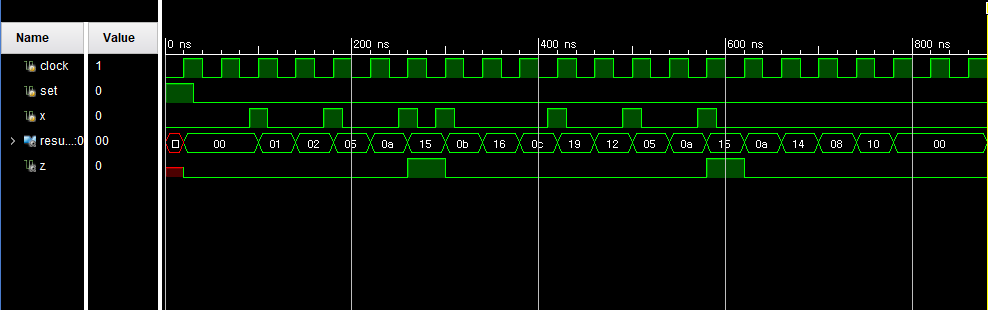 Name Value
0 ns 200 ns 400 ns 600 ns 800 ns
clock 1
set 0
x 0
resu...:0 00 00 01 02 05 0a 15 0b 16 0c 19 12 05 0a 15 0a 14 08 10 00
z 0